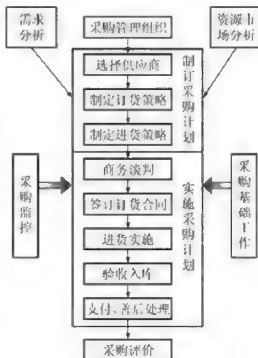 需求
分析
采购管理组织
资源市
场分析
选择供应商
制定订货策略
制定进货策略
制订采购计划
商务谈判
签订订货合同
进货实施
验收入库
支付、善后处理
实施采购计划
采购监控
采购基础工作
采购评价